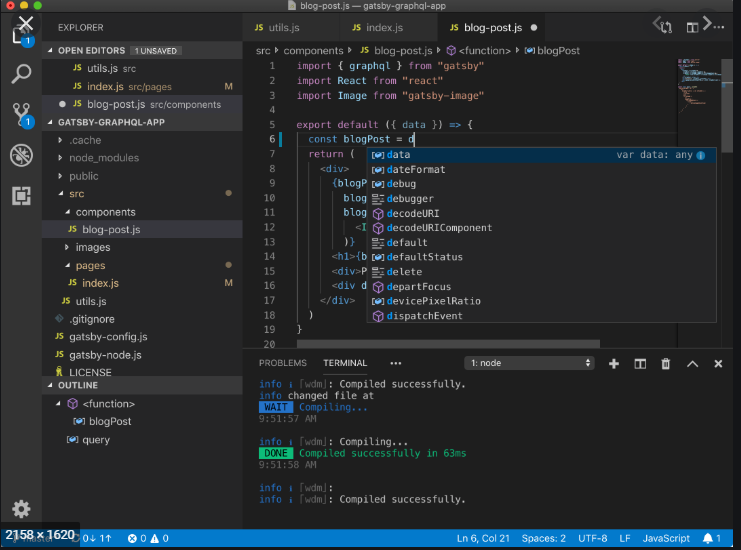 blog-post.js — gatsby-graphql-app
EXPLORER
OPEN EDITORS 1 UNSAVED
utils.js src
JS index.js src/pages M
JS blog-post.js src/components
GATSBY-GRAPHQL-APP
.cache
node_modules
public
src
components
JS blog-post.js
images
pages
JS index.js M
JS utils.js
.gitignore
JS gatsby-config.js
JS gatsby-node.js
LICENSE
OUTLINE
<function>
blogPost
query
1
1
JS utils.js
JS index.js
JS blog-post.js
src › components › JS blog-post.js › <function> › blogPost
1 import { graphql } from "gatsby"
2 import React from "react"
3 import Image from "gatsby-image"
4
5 export default ({ data }) => {
6 const blogPost = d
7 return (
8 <div>
9 {blogP
10 blog
11 blog
12 <I
13 )}
14 <h1>{b
15 <div>P
16 <div d
17 </div>
18 )
19 }
20
data var data: any
dateFormat
debug
debugger
decodeURI
decodeURIComponent
default
defaultStatus
delete
departFocus
devicePixelRatio
dispatchEvent
PROBLEMS TERMINAL ••• 1: node
info i ｢wdm｣: Compiled successfully.
info changed file at
WAIT Compiling...
9:51:57 AM
info i ｢wdm｣: Compiling...
DONE Compiled successfully in 63ms
9:51:58 AM
info i ｢wdm｣:
info i ｢wdm｣: Compiled successfully.
2158 × 1620
0↓ 1↑ 0 0 Ln 6, Col 21 Spaces: 2 UTF-8 LF JavaScript 1